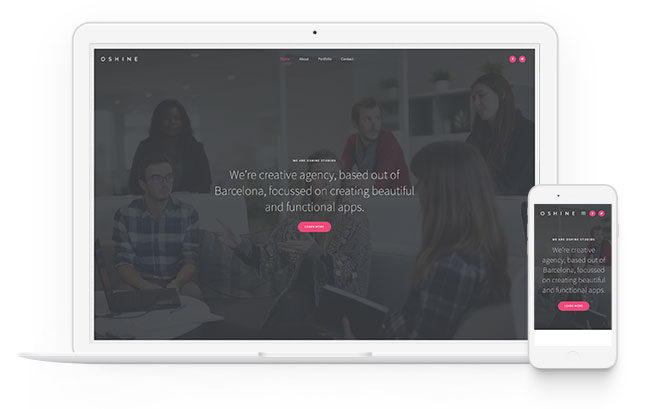 OSHINE
Home About Portfolio Contact
WE ARE OSHINE STUDIOS
We're creative agency, based out of
Barcelona, focussed on creating beautiful
and functional apps.
LEARN MORE
OSHINE
WE ARE OSHINE STUDIOS
We're creative
agency, based out of
Barcelona, focussed
on creating beautiful
and functional apps.
LEARN MORE